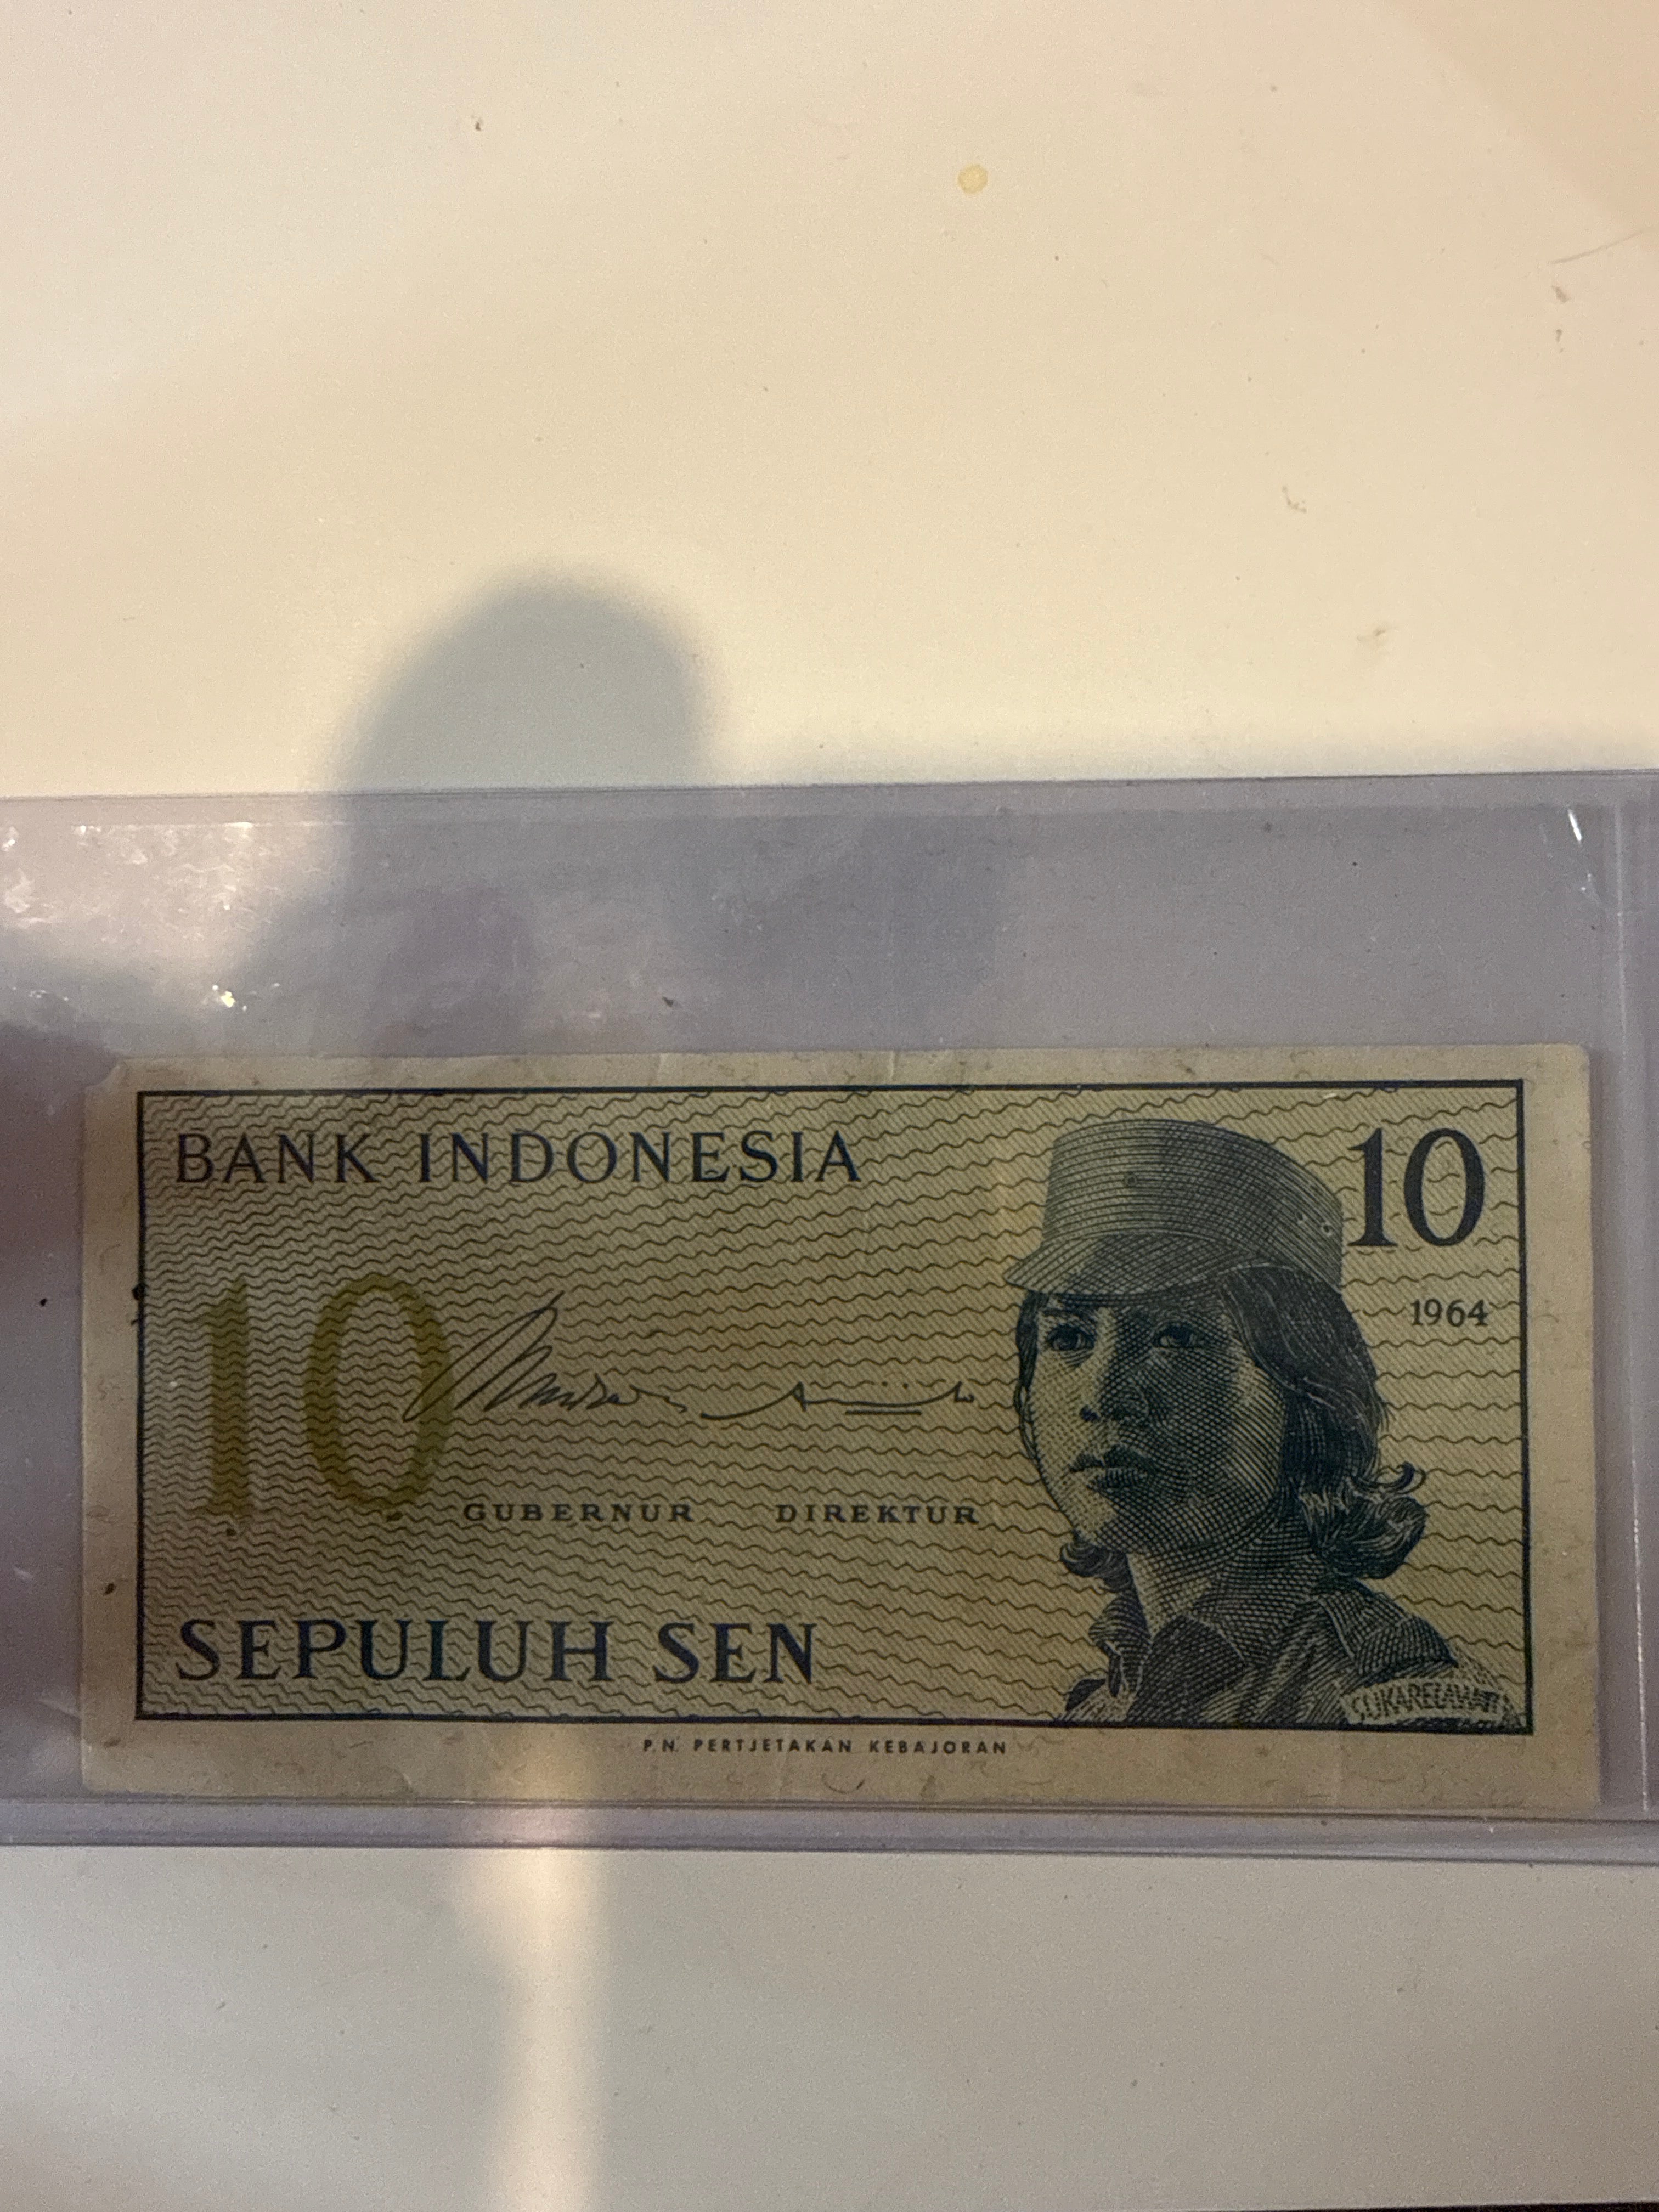 BANK INDONESIA
10
1964
10
GUBERNUR DIREKTUR
SEPULUH SEN
SUKARELAWATI
P.N. PERTJETAKAN KEBAJORAN